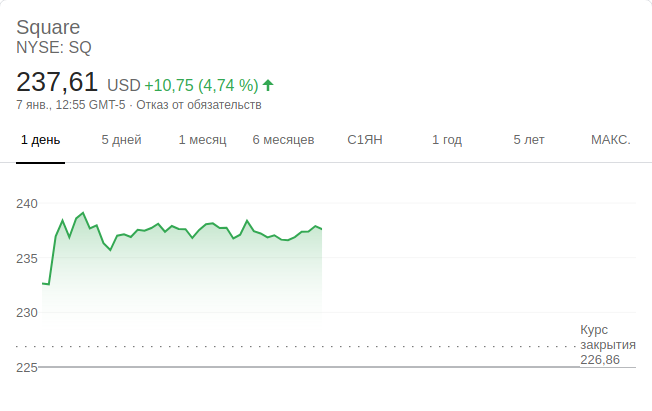 Square
NYSE: SQ
237,61 USD +10,75 (4,74 %)
7 янв., 12:55 GMT-5 · Отказ от обязательств
1 день 5 дней 1 месяц 6 месяцев С1ЯН 1 год 5 лет МАКС.
240
235
230
Курс
закрытия
226,86
225